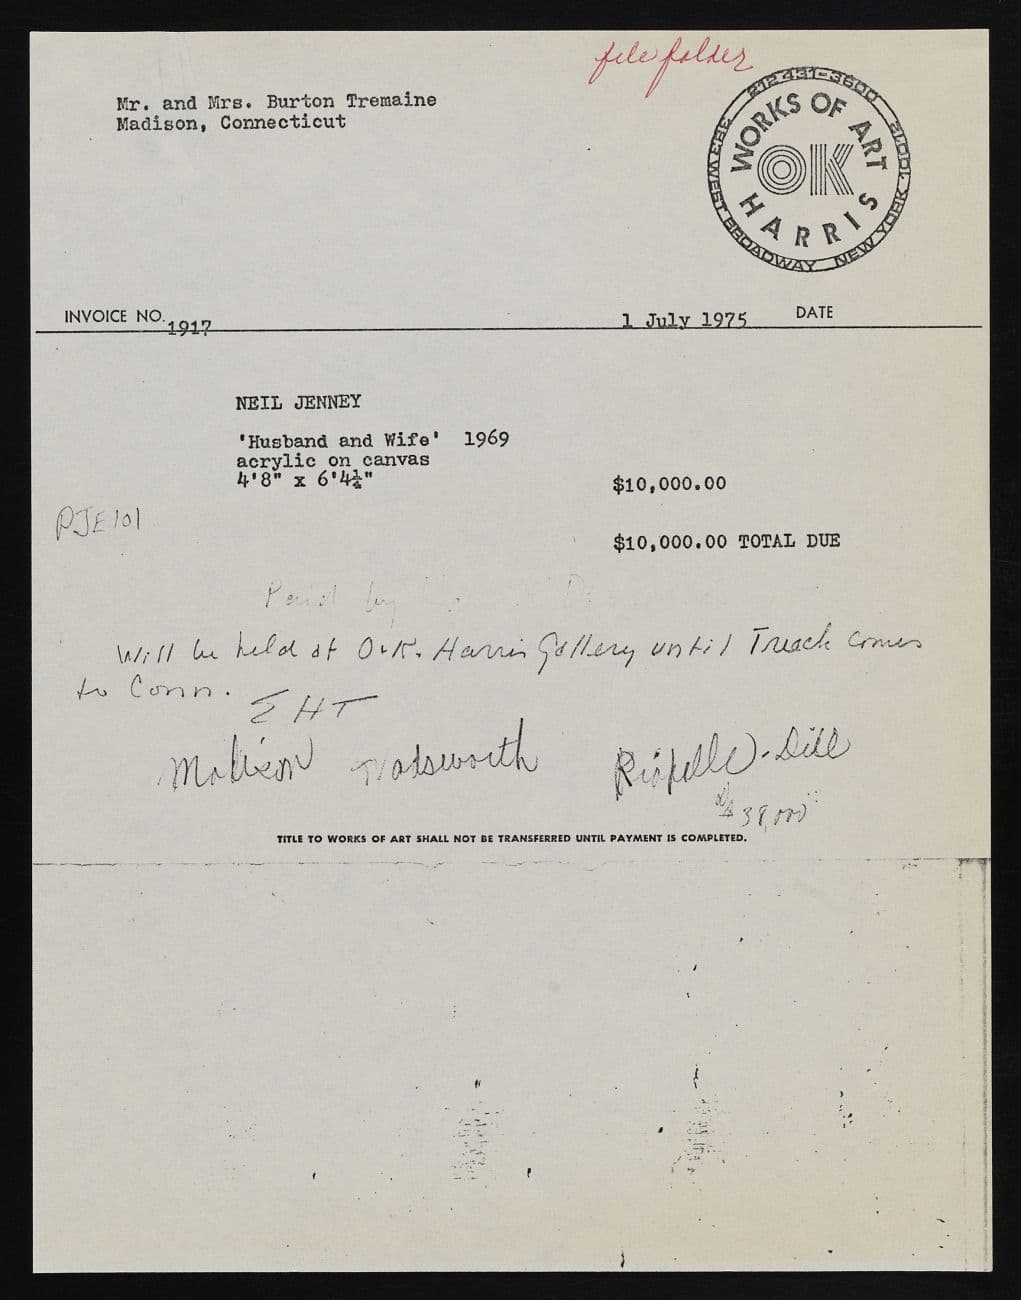 file folder
Mr. and Mrs. Burton Tremaine
Madison, Connecticut
212 431-3600
383 WEST BROADWAY NEW YORK 10012
WORKS OF ART
OK
HARRIS
INVOICE NO. 1917
1 July 1975 DATE
NEIL JENNEY
'Husband and Wife' 1969
acrylic on canvas
4'8" x 6'4¼"
$10,000.00
PJE101
$10,000.00 TOTAL DUE
Paid by
Will be held at O.K. Harris Gallery until Truck comes
to Conn.
EHT
Madison Wadsworth Riopelle - Dill
38,000
TITLE TO WORKS OF ART SHALL NOT BE TRANSFERRED UNTIL PAYMENT IS COMPLETED.